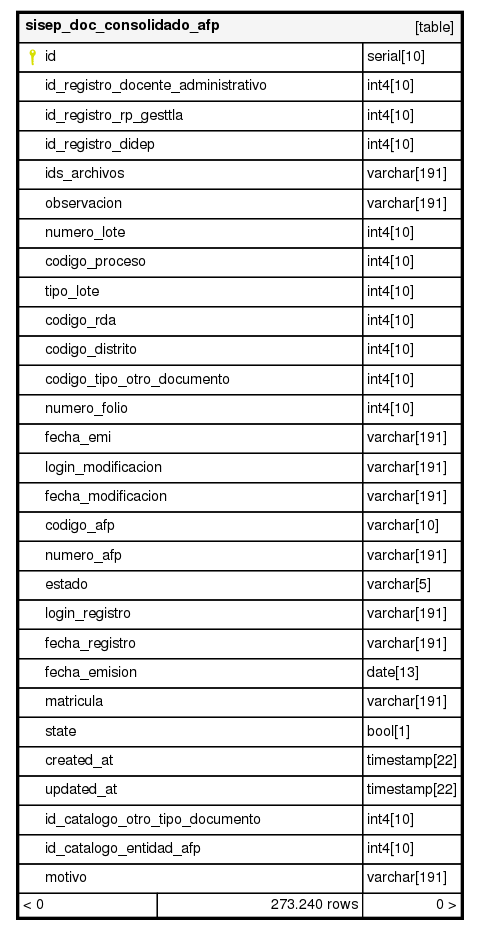 sisep_doc_consolidado_afp [table]
id serial[10]
id_registro_docente_administrativo int4[10]
id_registro_rp_gesttla int4[10]
id_registro_didep int4[10]
ids_archivos varchar[191]
observacion varchar[191]
numero_lote int4[10]
codigo_proceso int4[10]
tipo_lote int4[10]
codigo_rda int4[10]
codigo_distrito int4[10]
codigo_tipo_otro_documento int4[10]
numero_folio int4[10]
fecha_emi varchar[191]
login_modificacion varchar[191]
fecha_modificacion varchar[191]
codigo_afp varchar[10]
numero_afp varchar[191]
estado varchar[5]
login_registro varchar[191]
fecha_registro varchar[191]
fecha_emision date[13]
matricula varchar[191]
state bool[1]
created_at timestamp[22]
updated_at timestamp[22]
id_catalogo_otro_tipo_documento int4[10]
id_catalogo_entidad_afp int4[10]
motivo varchar[191]
< 0 273.240 rows 0 >